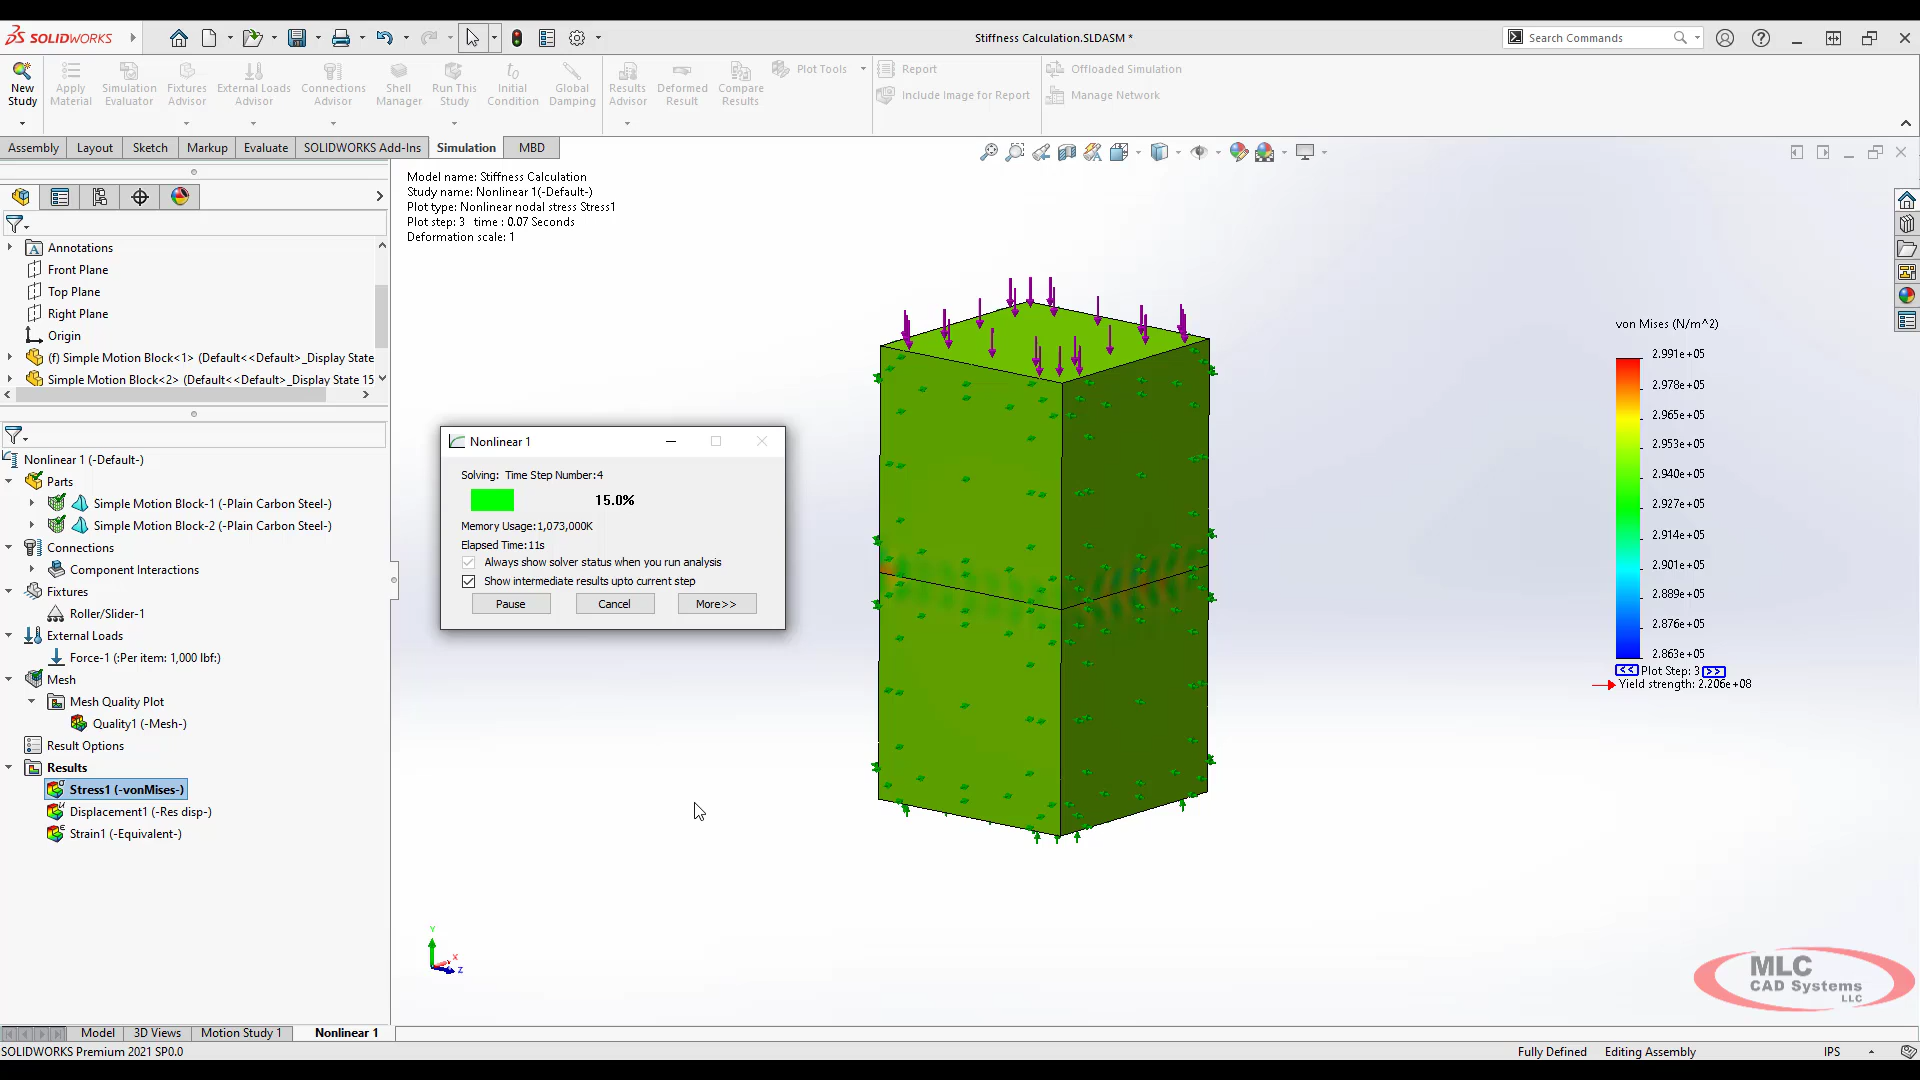 SOLIDWORKS
Stiffness Calculation.SLDASM *
Search Commands
New Study
Apply Material
Simulation Evaluator
Fixtures Advisor
External Loads Advisor
Connections Advisor
Shell Manager
Run This Study
Initial Condition
Global Damping
Results Advisor
Deformed Result
Compare Results
Plot Tools
Report
Include Image for Report
Offloaded Simulation
Manage Network
Assembly
Layout
Sketch
Markup
Evaluate
SOLIDWORKS Add-Ins
Simulation
MBD
Model name: Stiffness Calculation
Study name: Nonlinear 1(-Default-)
Plot type: Nonlinear nodal stress Stress1
Plot step: 3 time : 0.07 Seconds
Deformation scale: 1
Annotations
Front Plane
Top Plane
Right Plane
Origin
(f) Simple Motion Block<1> (Default<<Default>_Display State
Simple Motion Block<2> (Default<<Default>_Display State 15
Nonlinear 1 (-Default-)
Parts
Simple Motion Block-1 (-Plain Carbon Steel-)
Simple Motion Block-2 (-Plain Carbon Steel-)
Connections
Component Interactions
Fixtures
Roller/Slider-1
External Loads
Force-1 (:Per item: 1,000 lbf:)
Mesh
Mesh Quality Plot
Quality1 (-Mesh-)
Result Options
Results
Stress1 (-vonMises-)
Displacement1 (-Res disp-)
Strain1 (-Equivalent-)
Nonlinear 1
Solving: Time Step Number:4
15.0%
Memory Usage:1,073,000K
Elapsed Time:11s
Always show solver status when you run analysis
Show intermediate results upto current step
Pause
Cancel
More>>
von Mises (N/m^2)
2.991e+05
2.978e+05
2.965e+05
2.953e+05
2.940e+05
2.927e+05
2.914e+05
2.901e+05
2.889e+05
2.876e+05
2.863e+05
<< Plot Step: 3 >>
Yield strength: 2.206e+08
Y
X
Z
MLC
CAD Systems
LLC
Model
3D Views
Motion Study 1
Nonlinear 1
SOLIDWORKS Premium 2021 SP0.0
Fully Defined
Editing Assembly
IPS